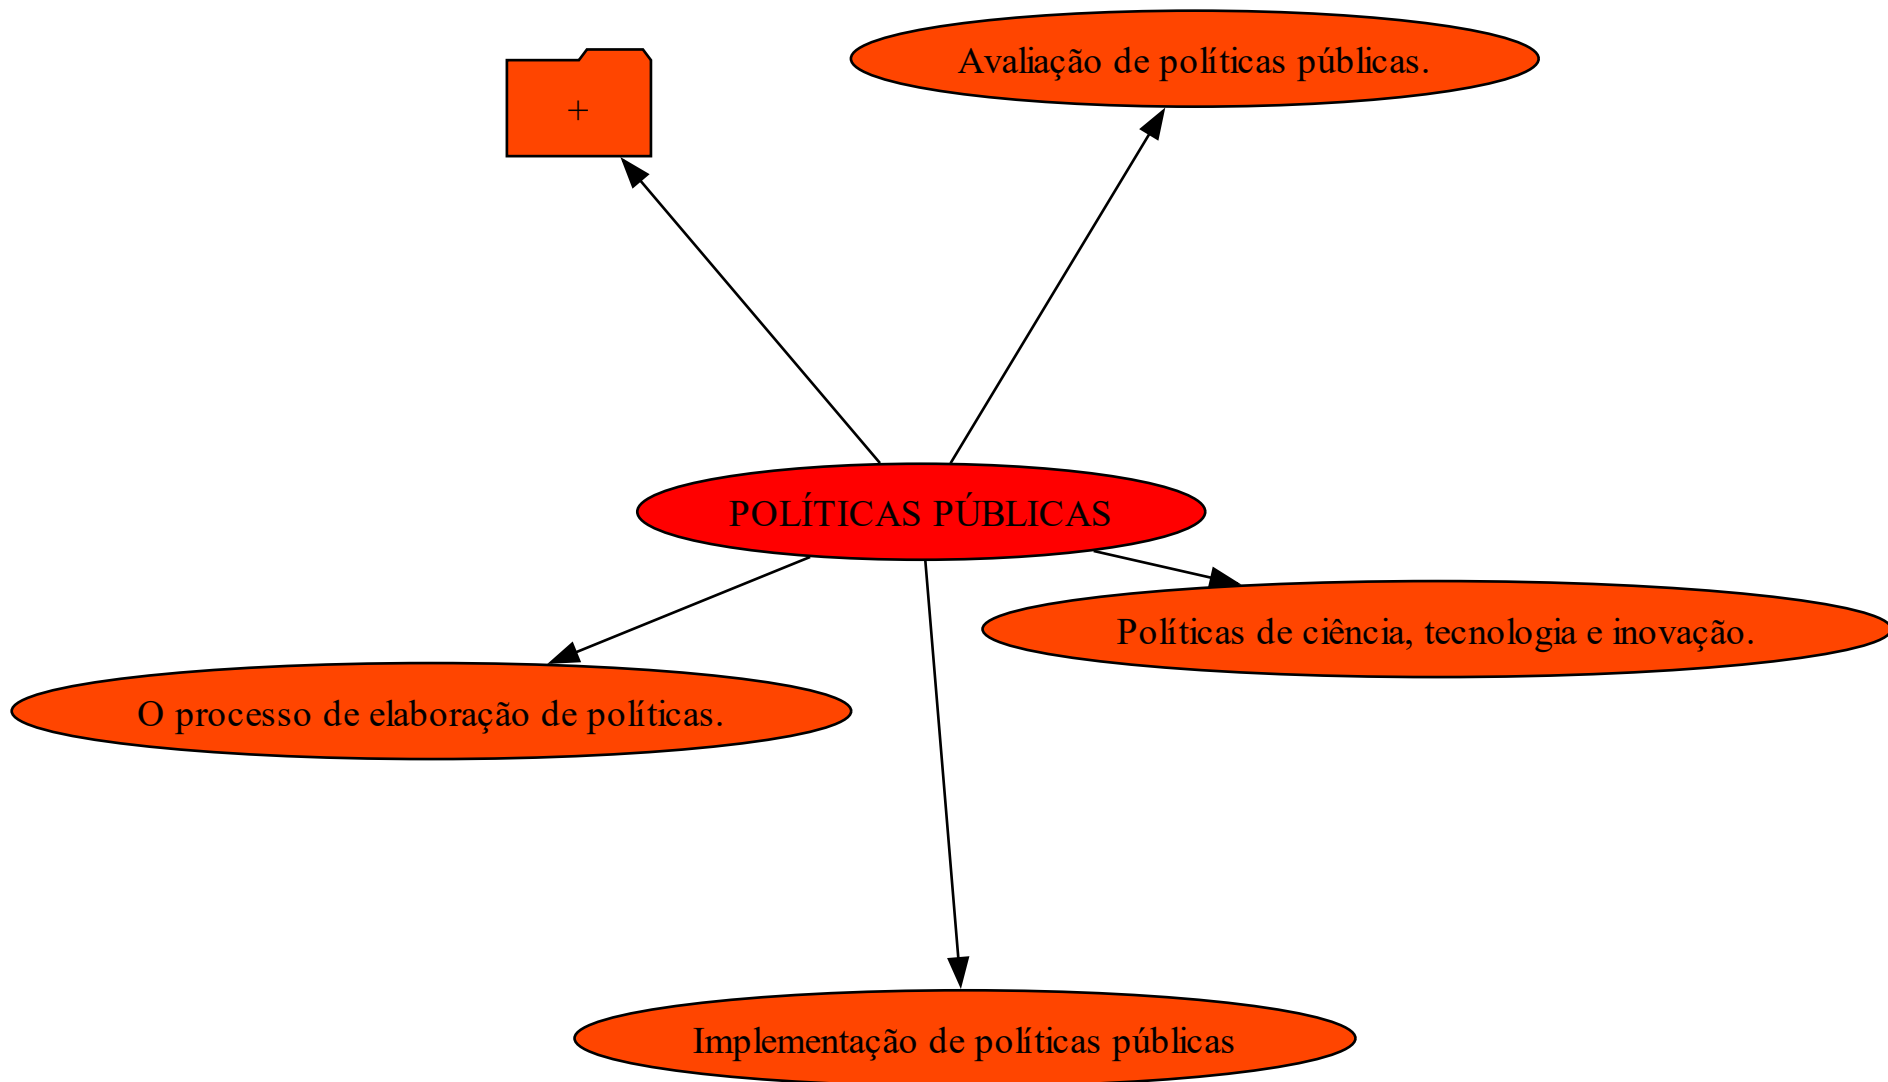 Avaliação de políticas públicas.
+
POLÍTICAS PÚBLICAS
Políticas de ciência, tecnologia e inovação.
O processo de elaboração de políticas.
Implementação de políticas públicas